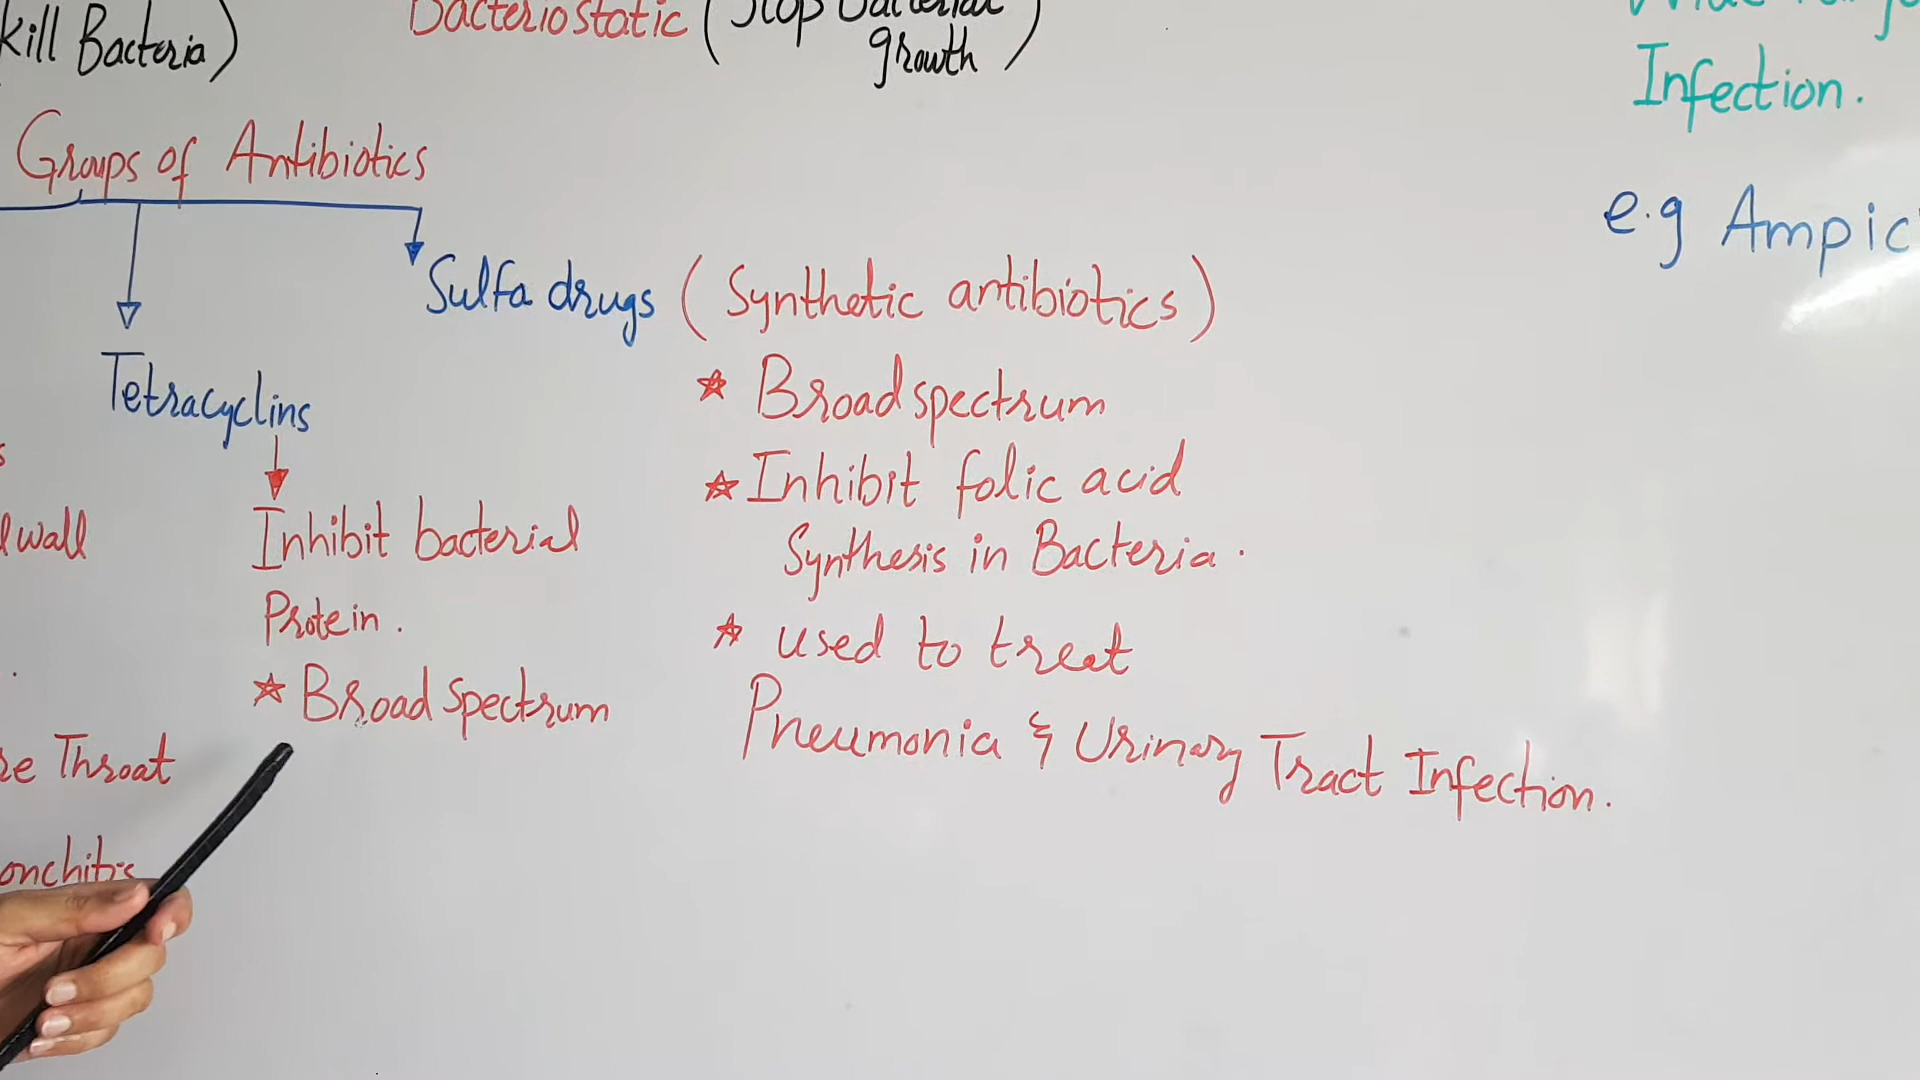 kill Bacteria)
Bacteriostatic (Stop Bacterial
growth)
Infection.
Groups of Antibiotics
e.g Ampic
Sulfa drugs (Synthetic antibiotics)
Tetracyclins
* Broad spectrum
* Inhibit folic acid
Synthesis in Bacteria.
* used to treat
Pneumonia & Urinary Tract Infection.
Inhibit bacterial
Protein.
* Broad spectrum
wall
re Throat
onchitis